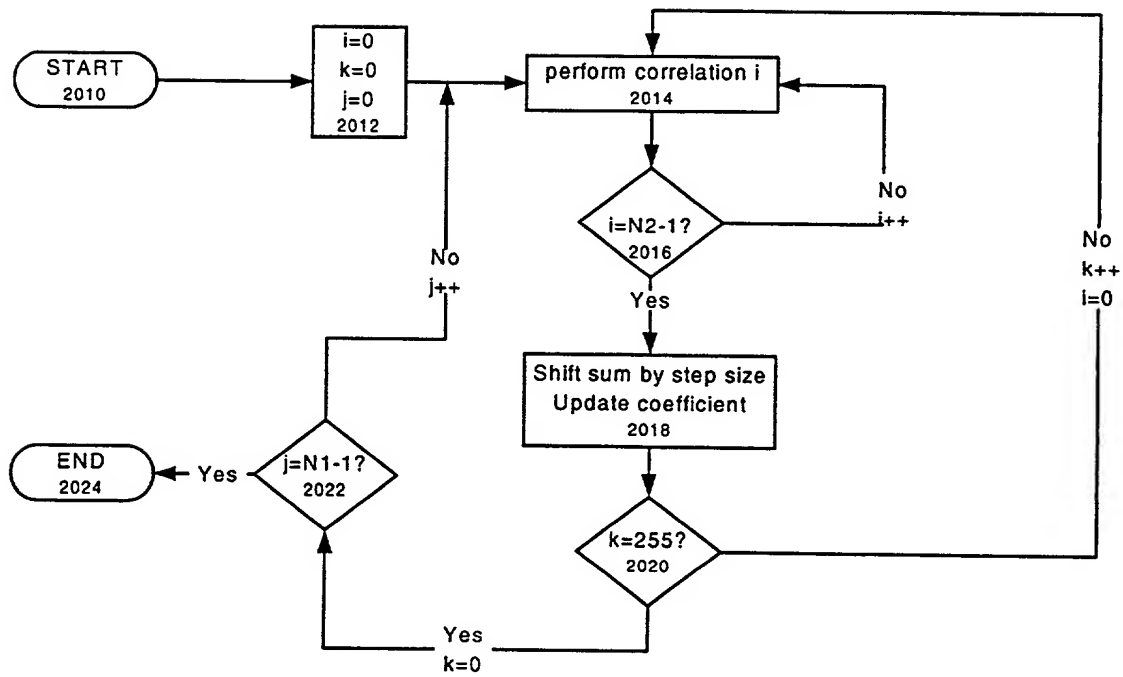 START
2010
i=0
k=0
j=0
2012
perform correlation i
2014
i=N2-1?
2016
No
i++
Yes
Shift sum by step size
Update coefficient
2018
k=255?
2020
No
k++
i=0
Yes
k=0
j=N1-1?
2022
No
j++
Yes
END
2024